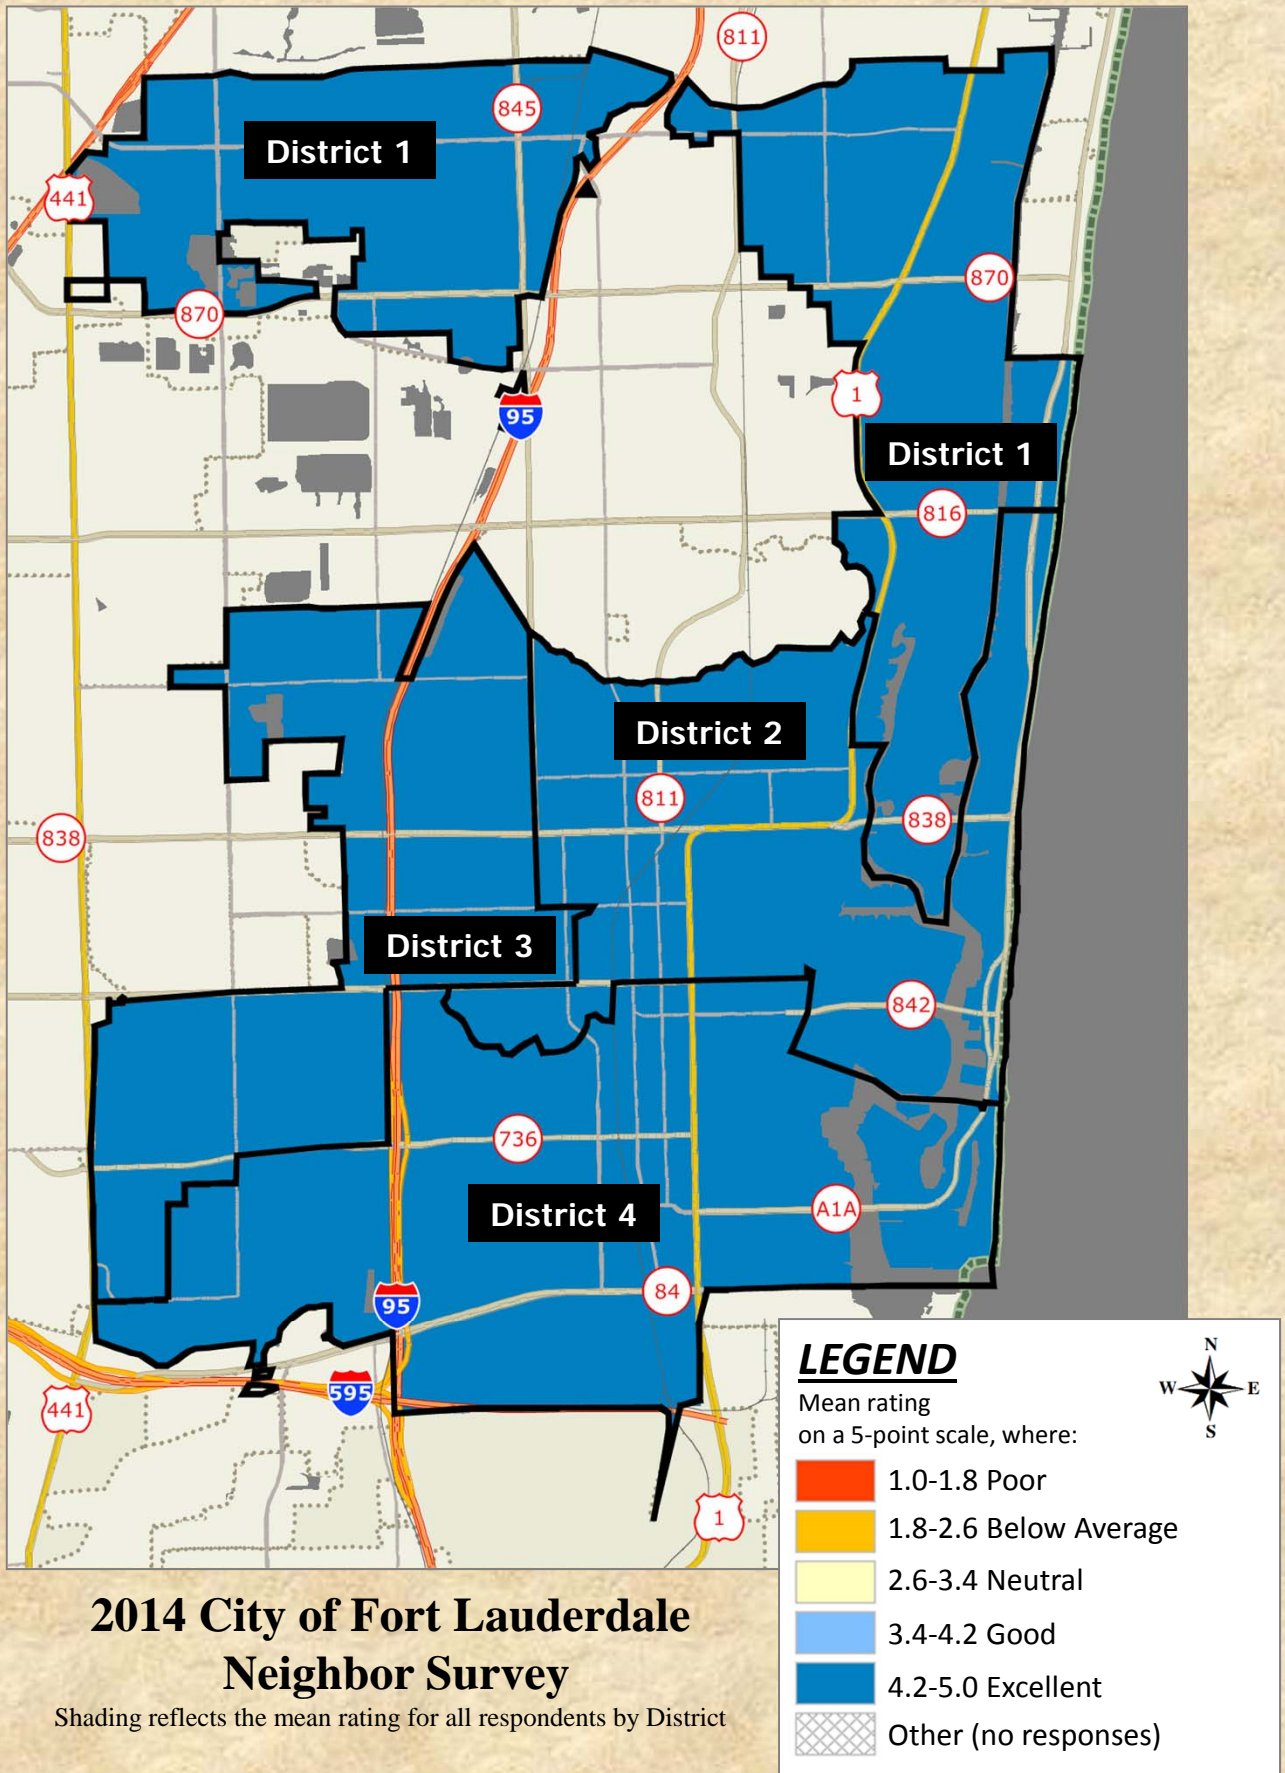 811
845
District 1
441
870
870
1
95
District 1
816
District 2
811
838
838
District 3
842
736
District 4
A1A
84
95
595
441
1
LEGEND
Mean rating
on a 5-point scale, where:
1.0-1.8 Poor
1.8-2.6 Below Average
2.6-3.4 Neutral
3.4-4.2 Good
4.2-5.0 Excellent
Other (no responses)
N
W E
S
2014 City of Fort Lauderdale
Neighbor Survey
Shading reflects the mean rating for all respondents by District